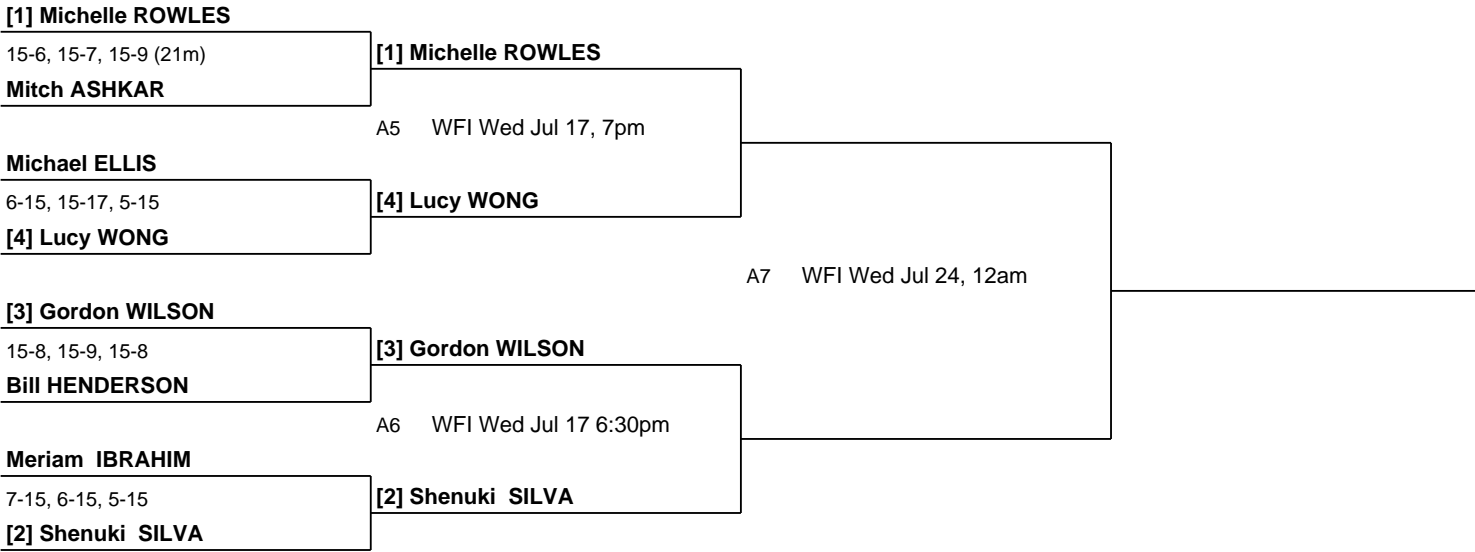 [1] Michelle ROWLES
15-6, 15-7, 15-9 (21m)
[1] Michelle ROWLES
Mitch ASHKAR
A5 WFI Wed Jul 17, 7pm
Michael ELLIS
6-15, 15-17, 5-15
[4] Lucy WONG
[4] Lucy WONG
A7 WFI Wed Jul 24, 12am
[3] Gordon WILSON
15-8, 15-9, 15-8
[3] Gordon WILSON
Bill HENDERSON
A6 WFI Wed Jul 17 6:30pm
Meriam IBRAHIM
7-15, 6-15, 5-15
[2] Shenuki SILVA
[2] Shenuki SILVA